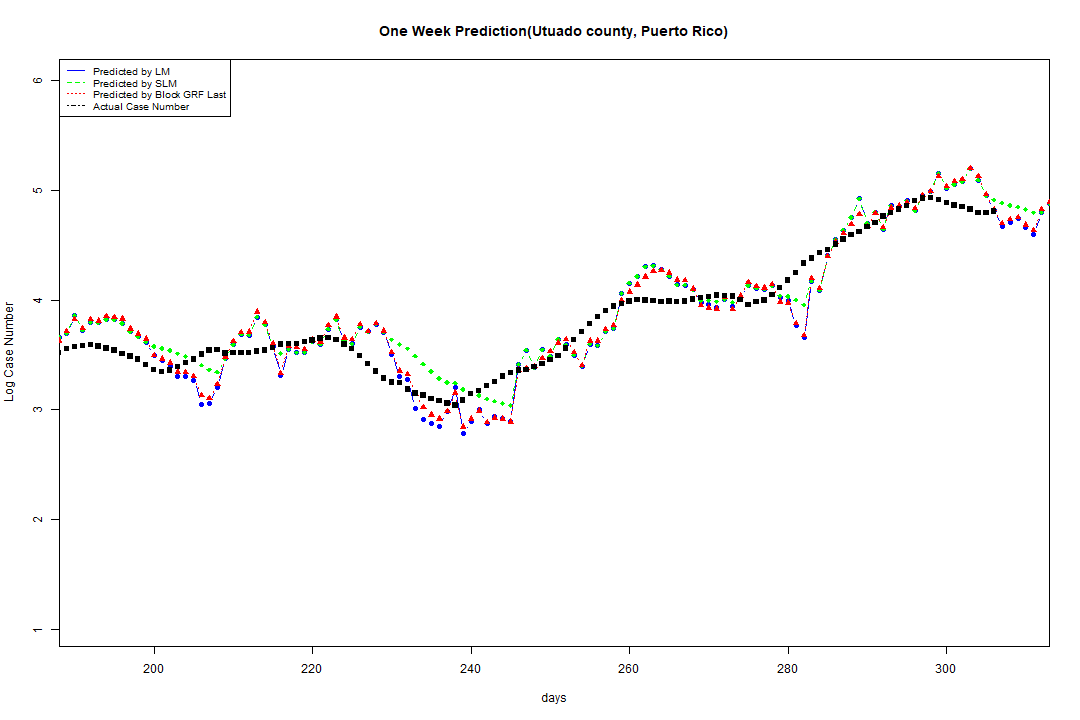 One Week Prediction(Utuado county, Puerto Rico)
Predicted by LM
Predicted by SLM
Predicted by Block GRF Last
Actual Case Number
6
5
4
3
2
1
Log Case Number
200 220 240 260 280 300
days